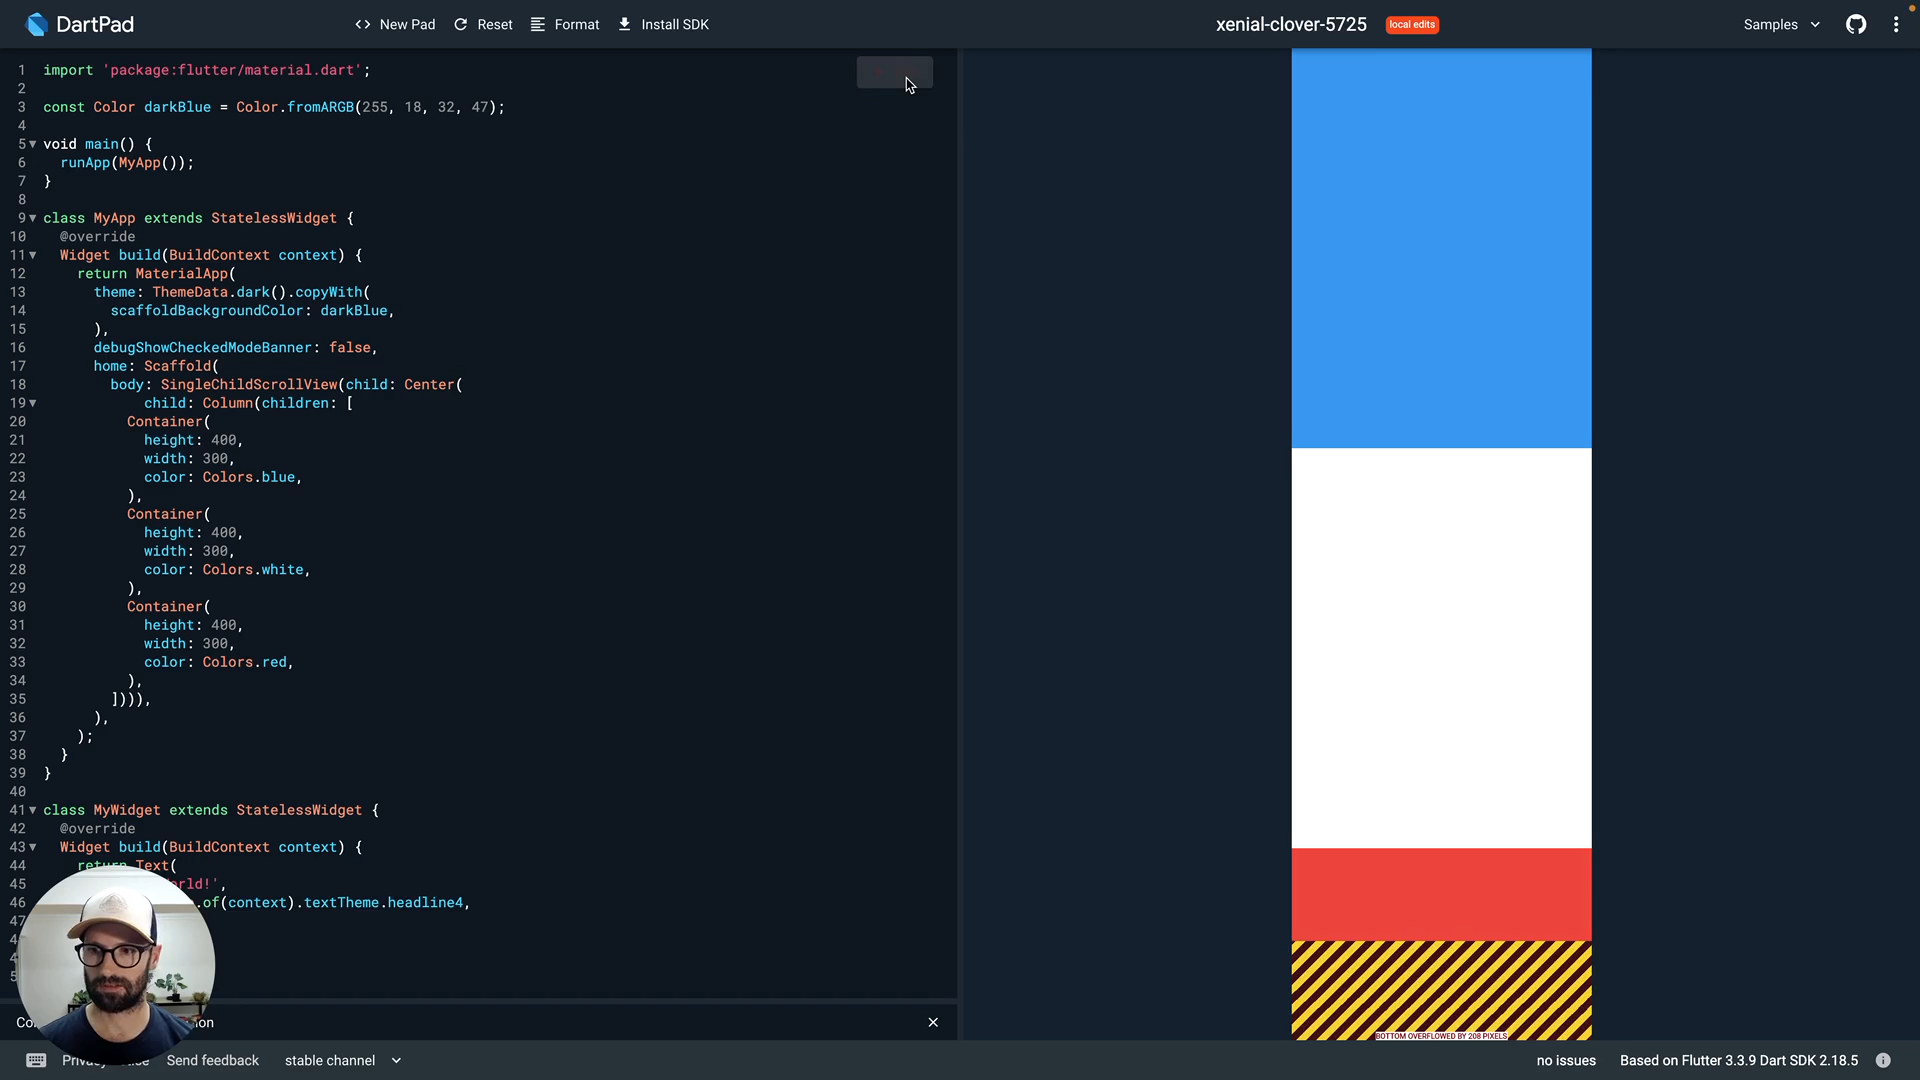 DartPad
New Pad
Reset
Format
Install SDK
xenial-clover-5725
local edits
Samples
1 import 'package:flutter/material.dart';
2
3 const Color darkBlue = Color.fromARGB(255, 18, 32, 47);
4
5 void main() {
6 runApp(MyApp());
7 }
8
9 class MyApp extends StatelessWidget {
10 @override
11 Widget build(BuildContext context) {
12 return MaterialApp(
13 theme: ThemeData.dark().copyWith(
14 scaffoldBackgroundColor: darkBlue,
15 ),
16 debugShowCheckedModeBanner: false,
17 home: Scaffold(
18 body: SingleChildScrollView(child: Center(
19 child: Column(children: [
20 Container(
21 height: 400,
22 width: 300,
23 color: Colors.blue,
24 ),
25 Container(
26 height: 400,
27 width: 300,
28 color: Colors.white,
29 ),
30 Container(
31 height: 400,
32 width: 300,
33 color: Colors.red,
34 ),
35 ]))),
36 ),
37 );
38 }
39 }
40
41 class MyWidget extends StatelessWidget {
42 @override
43 Widget build(BuildContext context) {
44 return Text(
45 rld!',
46 .of(context).textTheme.headline4,
47
BOTTOM OVERFLOWED BY 208 PIXELS
Co
ion
Send feedback
stable channel
no issues
Based on Flutter 3.3.9 Dart SDK 2.18.5